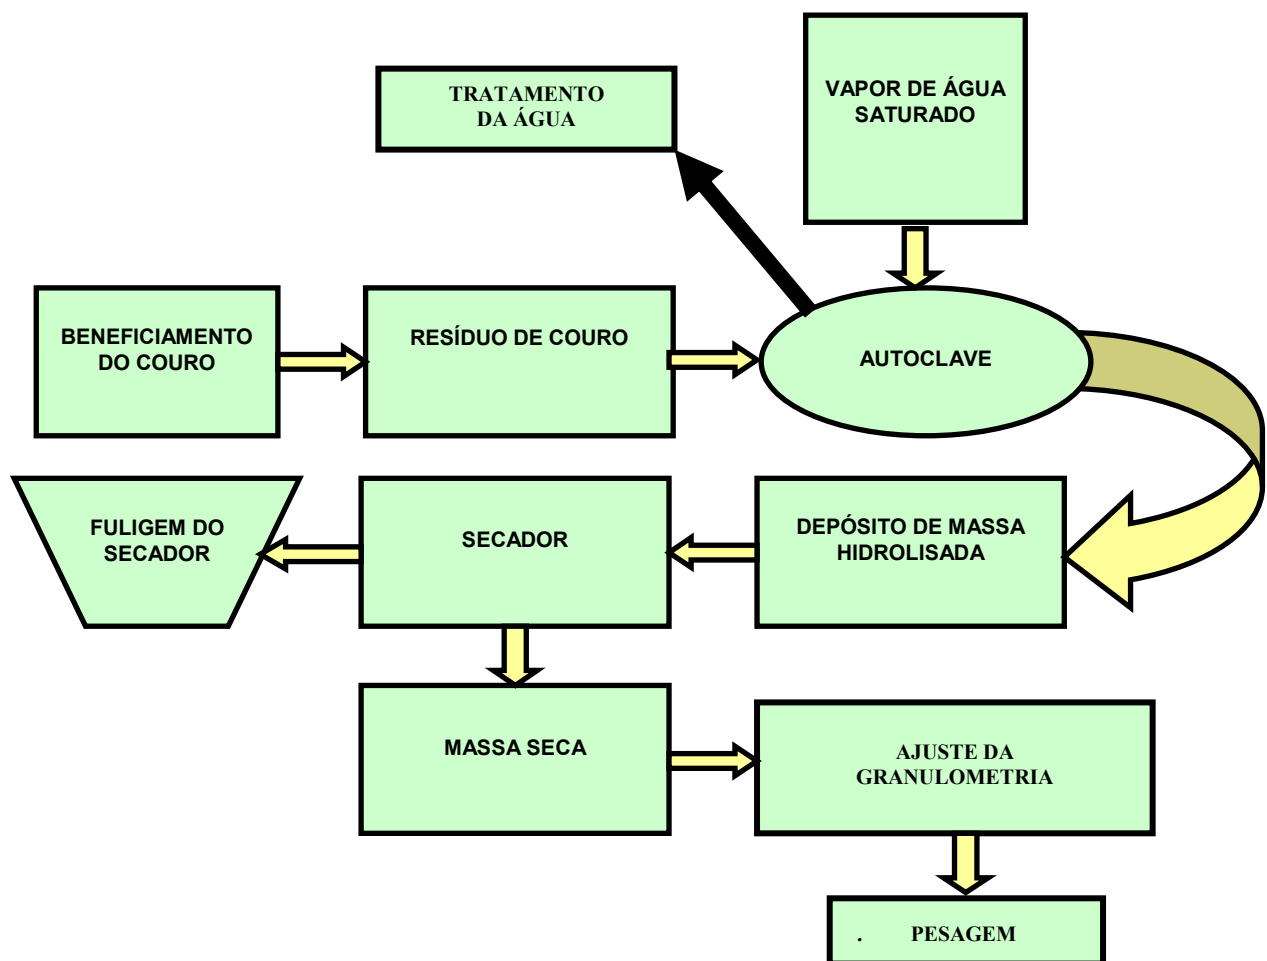 TRATAMENTO
DA ÁGUA
VAPOR DE ÁGUA
SATURADO
BENEFICIAMENTO
DO COURO
RESÍDUO DE COURO
AUTOCLAVE
FULIGEM DO
SECADOR
SECADOR
DEPÓSITO DE MASSA
HIDROLISADA
MASSA SECA
AJUSTE DA
GRANULOMETRIA
. PESAGEM